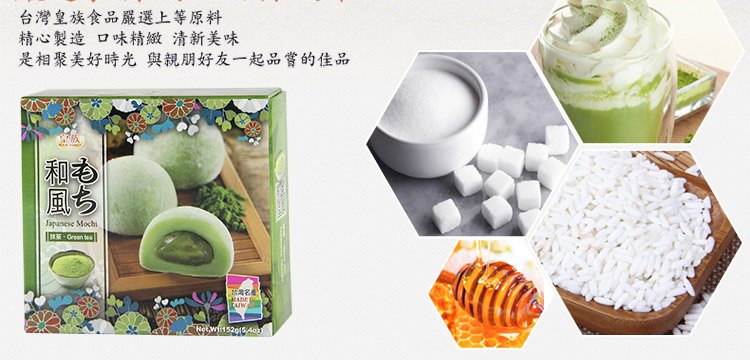 台灣皇族食品嚴選上等原料
精心製造 口味精緻 清新美味
是相聚美好時光 與親朋好友一起品嘗的佳品
皇族
和風
もち
Japanese Mochi
抹茶・Green tea
台灣名產
MADE IN
TAIWAN
Net.Wt:152g(5.4oz)